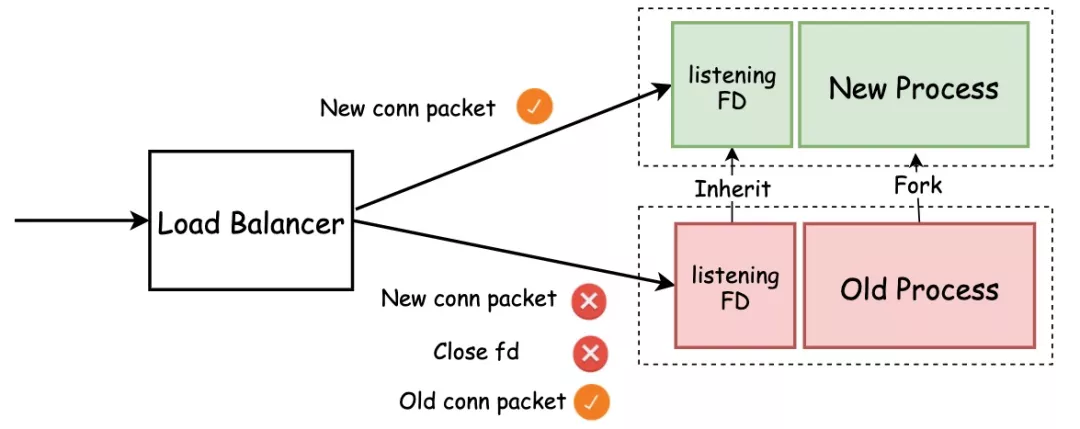 listening
FD
New Process
New conn packet
Inherit
Fork
Load Balancer
listening
FD
Old Process
New conn packet
Close fd
Old conn packet